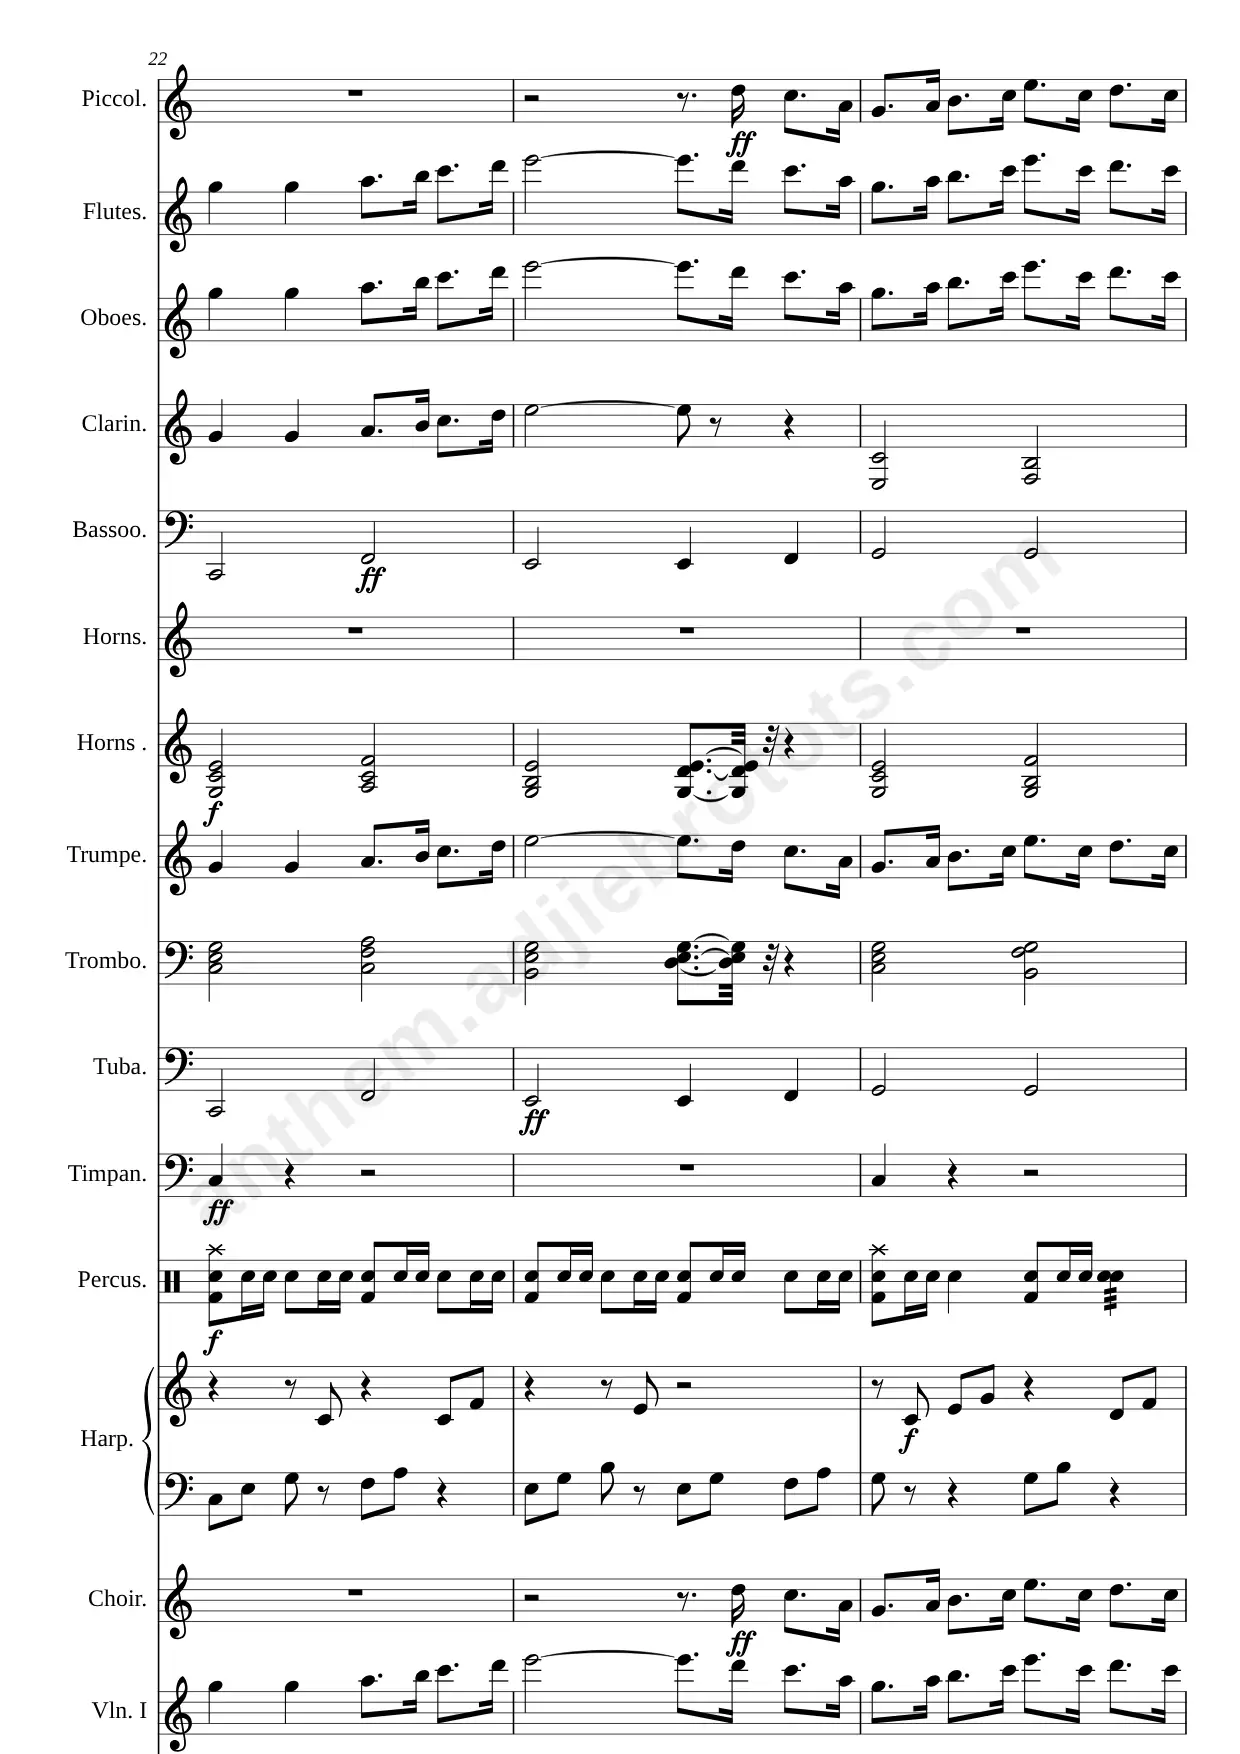 22
Piccol.
ff
Flutes.
Oboes.
Clarin.
Bassoo.
ff
Horns.
Horns .
f
Trumpe.
Trombo.
Tuba.
ff
Timpan.
ff
Percus.
f
Harp.
f
Choir.
ff
Vln. I
anthem.adjiebrotots.com